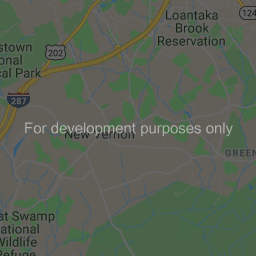 Loantaka
Brook
Reservation
124
stown
onal
cal Park
202
287
For development purposes only
New Vernon
GREEN
at Swamp
ational
Wildlife
Refuge